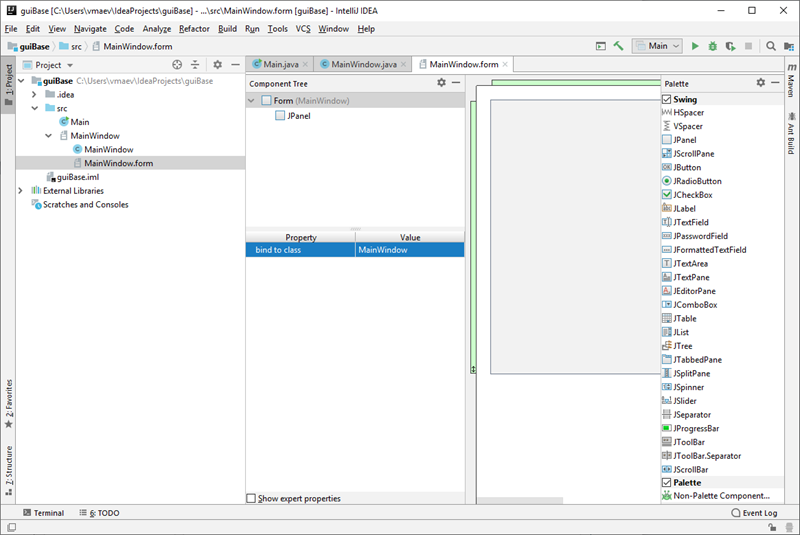 guiBase [C:\Users\vmaev\IdeaProjects\guiBase] - ...\src\MainWindow.form [guiBase] - IntelliJ IDEA
File Edit View Navigate Code Analyze Refactor Build Run Tools VCS Window Help
guiBase src MainWindow.form Main
1: Project
2: Favorites
7: Structure
Project
guiBase C:\Users\vmaev\IdeaProjects\guiBase
.idea
src
Main
MainWindow
MainWindow
MainWindow.form
guiBase.iml
External Libraries
Scratches and Consoles
Main.java MainWindow.java MainWindow.form
Component Tree
Form (MainWindow)
JPanel
Property Value
bind to class MainWindow
Show expert properties
Palette
Swing
HSpacer
VSpacer
JPanel
JScrollPane
JButton
JRadioButton
JCheckBox
JLabel
JTextField
JPasswordField
JFormattedTextField
JTextArea
JTextPane
JEditorPane
JComboBox
JTable
JList
JTree
JTabbedPane
JSplitPane
JSpinner
JSlider
JSeparator
JProgressBar
JToolBar
JToolBar.Separator
JScrollBar
Palette
Non-Palette Component...
m Maven
Ant Build
Terminal 6: TODO Event Log